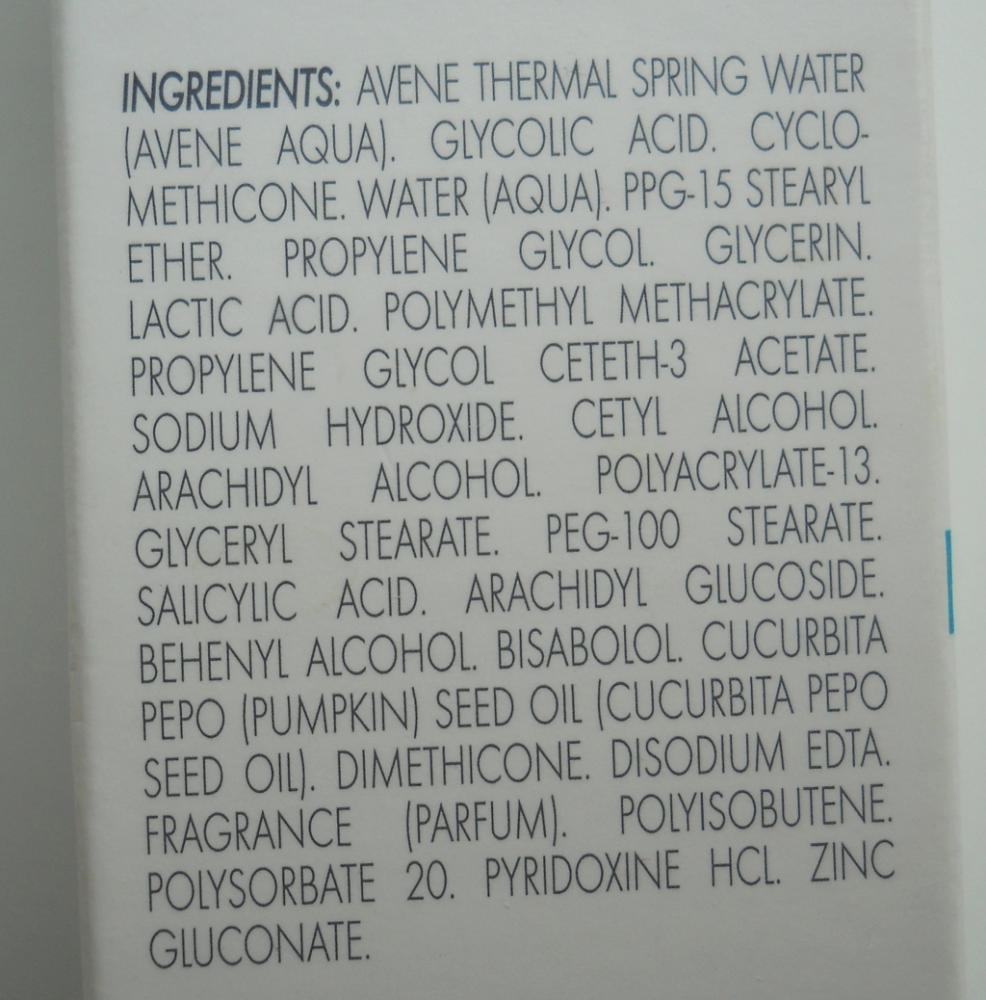 INGREDIENTS: AVENE THERMAL SPRING WATER
(AVENE AQUA). GLYCOLIC ACID. CYCLO-
METHICONE. WATER (AQUA). PPG-15 STEARYL
ETHER. PROPYLENE GLYCOL. GLYCERIN.
LACTIC ACID. POLYMETHYL METHACRYLATE.
PROPYLENE GLYCOL CETETH-3 ACETATE.
SODIUM HYDROXIDE. CETYL ALCOHOL.
ARACHIDYL ALCOHOL. POLYACRYLATE-13.
GLYCERYL STEARATE. PEG-100 STEARATE.
SALICYLIC ACID. ARACHIDYL GLUCOSIDE.
BEHENYL ALCOHOL. BISABOLOL. CUCURBITA
PEPO (PUMPKIN) SEED OIL (CUCURBITA PEPO
SEED OIL). DIMETHICONE. DISODIUM EDTA.
FRAGRANCE (PARFUM). POLYISOBUTENE.
POLYSORBATE 20. PYRIDOXINE HCL. ZINC
GLUCONATE.